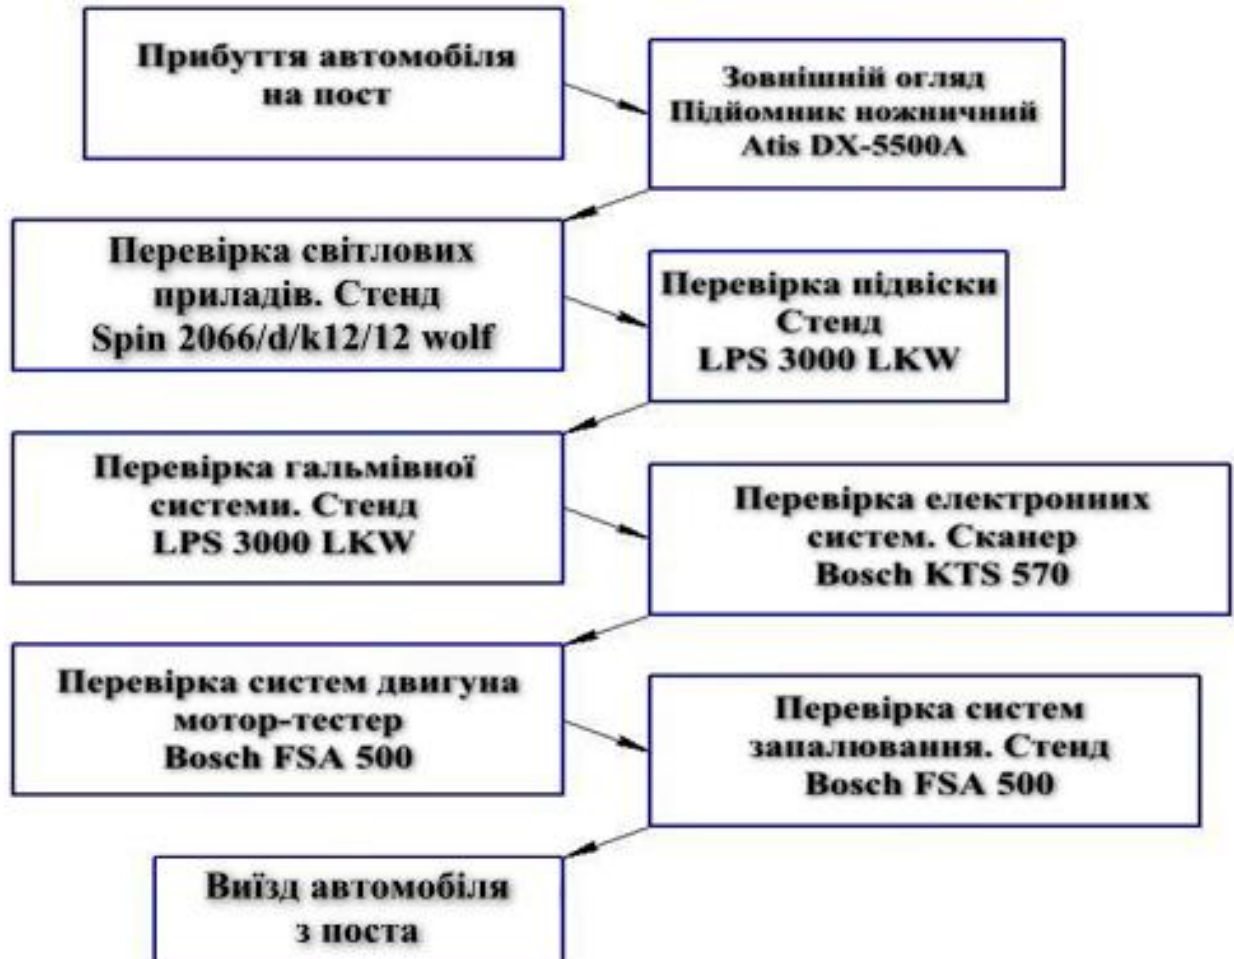 Прибуття автомобіля
на пост
Зовнішній огляд
Підйомник ножничний
Atis DX-5500A
Перевірка світлових
приладів. Стенд
Spin 2066/d/k12/12 wolf
Перевірка підвіски
Стенд
LPS 3000 LKW
Перевірка гальмівної
системи. Стенд
LPS 3000 LKW
Перевірка електронних
систем. Сканер
Bosch KTS 570
Перевірка систем двигуна
мотор-тестер
Bosch FSA 500
Перевірка систем
запалювання. Стенд
Bosch FSA 500
Виїзд автомобіля
з поста